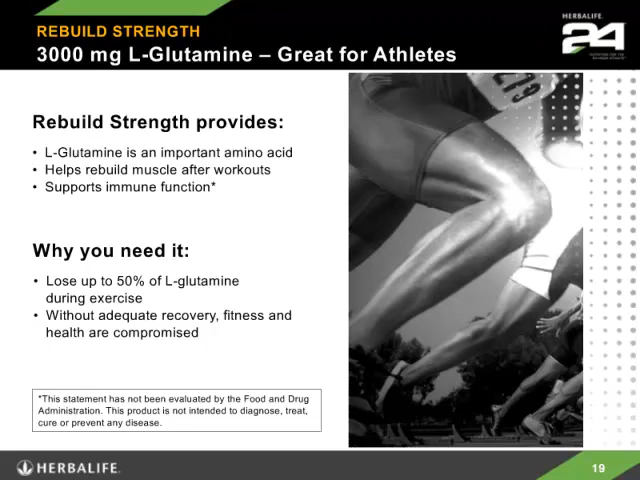 REBUILD STRENGTH
3000 mg L-Glutamine – Great for Athletes
HERBALIFE
24
Rebuild Strength provides:
• L-Glutamine is an important amino acid
• Helps rebuild muscle after workouts
• Supports immune function*
Why you need it:
• Lose up to 50% of L-glutamine
during exercise
• Without adequate recovery, fitness and
health are compromised
*This statement has not been evaluated by the Food and Drug
Administration. This product is not intended to diagnose, treat,
cure or prevent any disease.
HERBALIFE
19